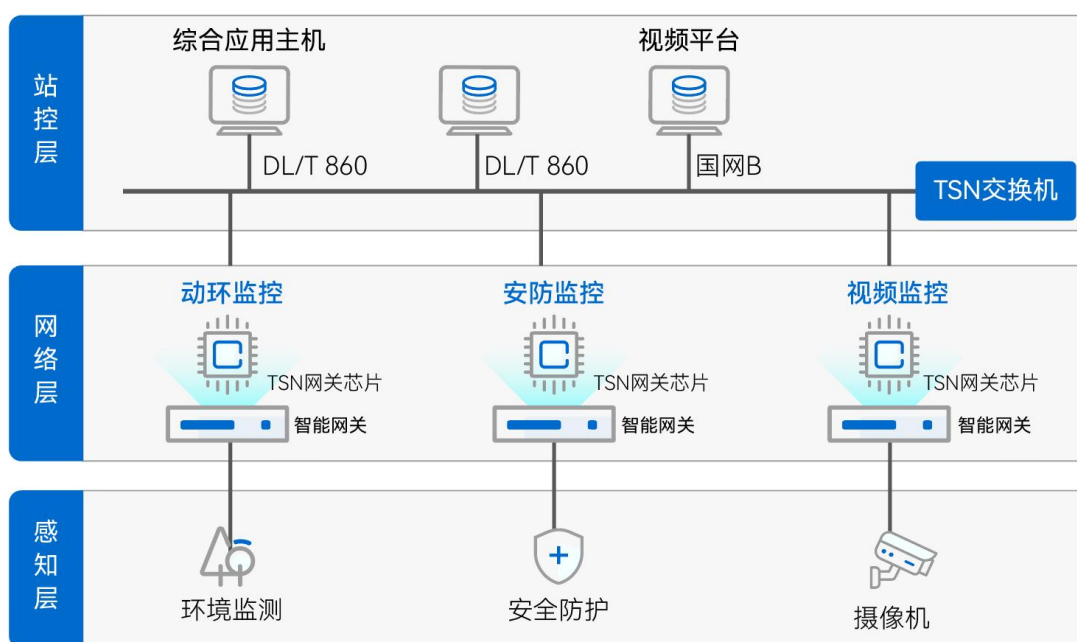 站控层
综合应用主机
视频平台
DL/T 860
DL/T 860
国网B
TSN交换机
网络层
动环监控
安防监控
视频监控
TSN网关芯片
TSN网关芯片
TSN网关芯片
智能网关
智能网关
智能网关
感知层
环境监测
安全防护
摄像机